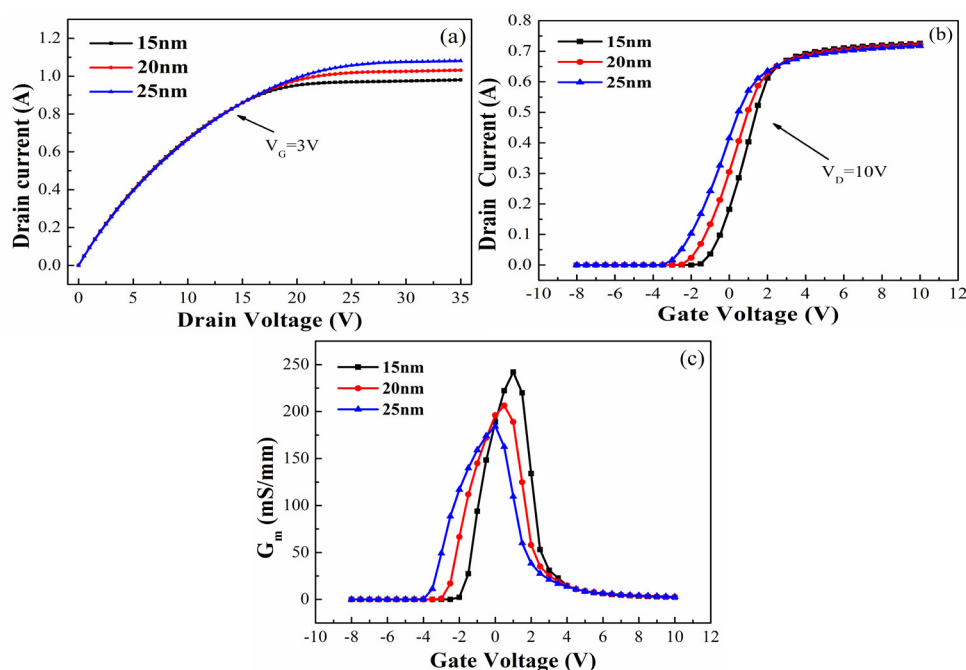 (a)
15nm
20nm
25nm
V_G=3V
Drain current (A)
1.2
1.0
0.8
0.6
0.4
0.2
0.0
0 5 10 15 20 25 30 35
Drain Voltage (V)
(b)
15nm
20nm
25nm
V_D=10V
Drain Current (A)
0.8
0.7
0.6
0.5
0.4
0.3
0.2
0.1
0.0
-10 -8 -6 -4 -2 0 2 4 6 8 10 12
Gate Voltage (V)
(c)
15nm
20nm
25nm
G_m (mS/mm)
250
200
150
100
50
0
-10 -8 -6 -4 -2 0 2 4 6 8 10 12
Gate Voltage (V)